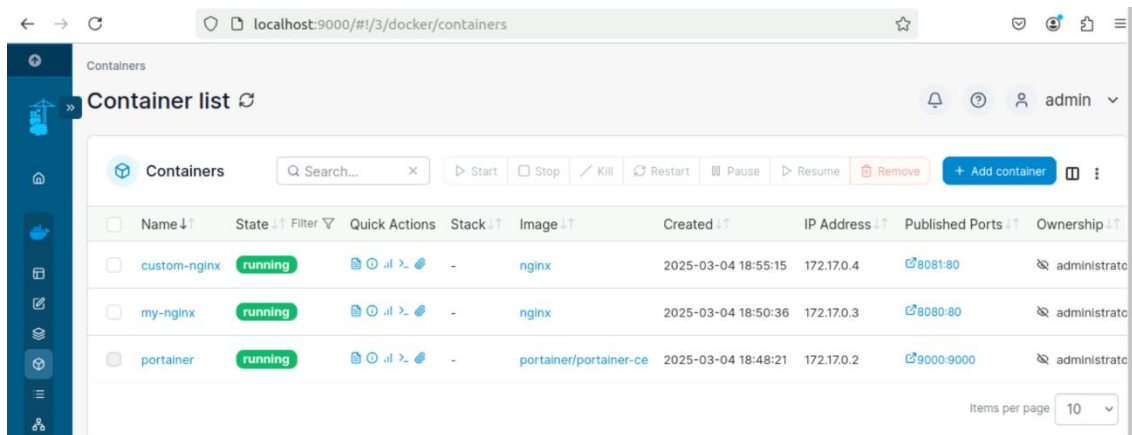 localhost:9000/#!/3/docker/containers
Containers
Container list
admin
Containers Search... Start Stop Kill Restart Pause Resume Remove + Add container
Name State Filter Quick Actions Stack Image Created IP Address Published Ports Ownership
custom-nginx running - nginx 2025-03-04 18:55:15 172.17.0.4 8081:80 administrato
my-nginx running - nginx 2025-03-04 18:50:36 172.17.0.3 8080:80 administrato
portainer running - portainer/portainer-ce 2025-03-04 18:48:21 172.17.0.2 9000:9000 administrato
Items per page 10